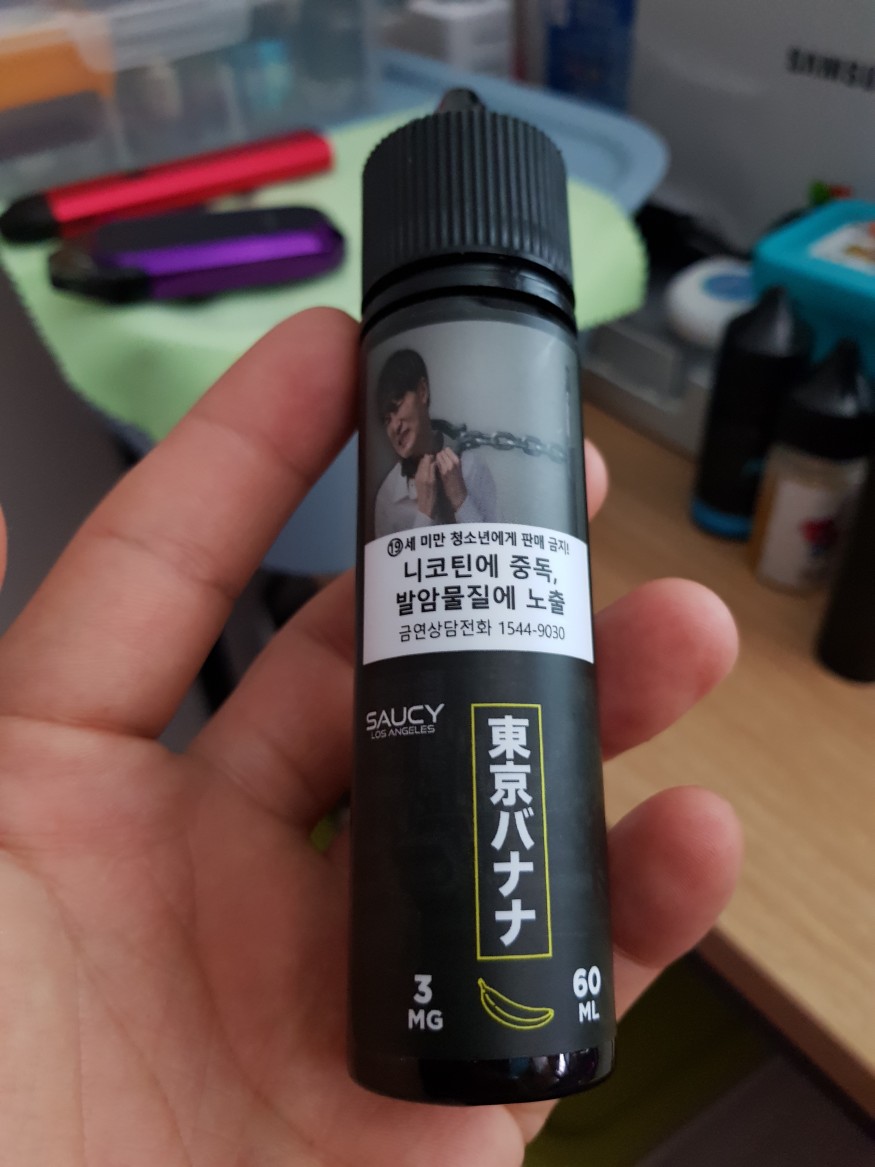 SAMSU
⑲세 미만 청소년에게 판매 금지!
니코틴에 중독,
발암물질에 노출
금연상담전화 1544-9030
SAUCY
LOS ANGELES
東京バナナ
3
MG
60
ML